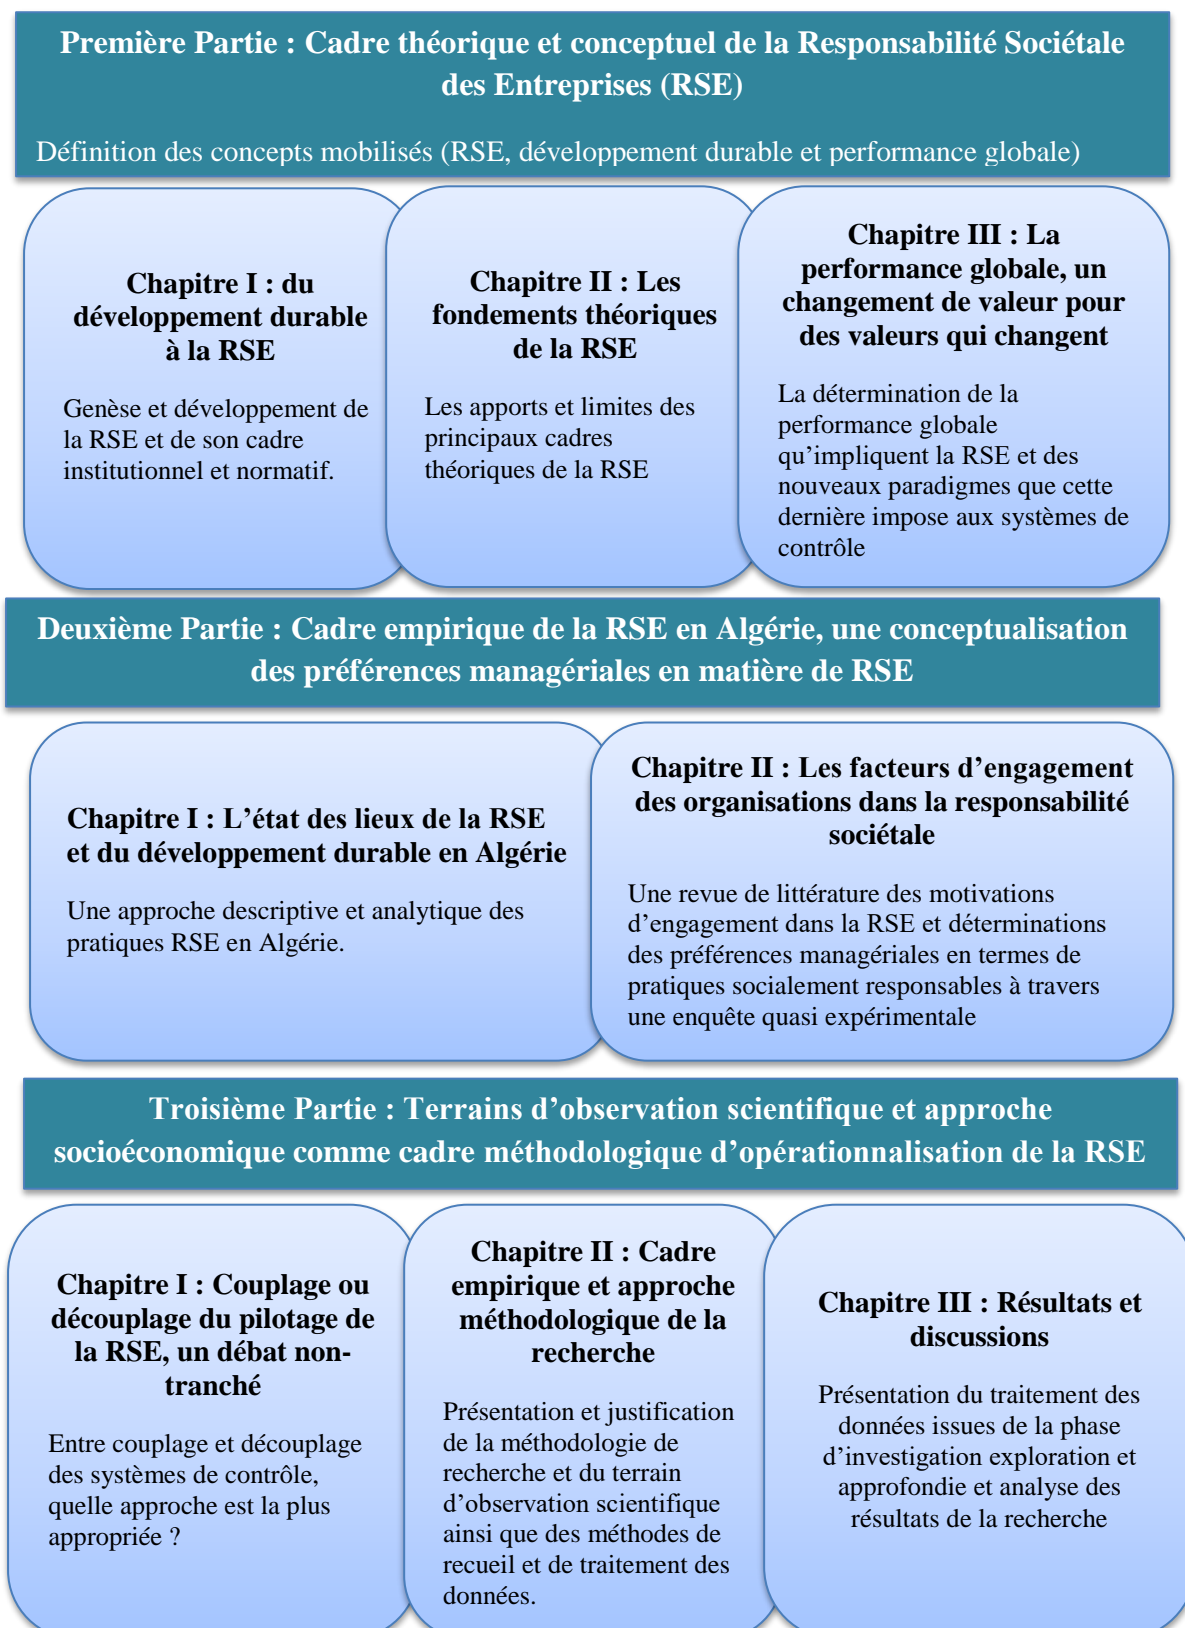 Première Partie : Cadre théorique et conceptuel de la Responsabilité Sociétale
des Entreprises (RSE)
Définition des concepts mobilisés (RSE, développement durable et performance globale)
Chapitre I : du
développement durable
à la RSE
Genèse et développement de
la RSE et de son cadre
institutionnel et normatif.
Chapitre II : Les
fondements théoriques
de la RSE
Les apports et limites des
principaux cadres
théoriques de la RSE
Chapitre III : La
performance globale, un
changement de valeur pour
des valeurs qui changent
La détermination de la
performance globale
qu’impliquent la RSE et des
nouveaux paradigmes que cette
dernière impose aux systèmes de
contrôle
Deuxième Partie : Cadre empirique de la RSE en Algérie, une conceptualisation
des préférences managériales en matière de RSE
Chapitre I : L’état des lieux de la RSE
et du développement durable en Algérie
Une approche descriptive et analytique des
pratiques RSE en Algérie.
Chapitre II : Les facteurs d’engagement
des organisations dans la responsabilité
sociétale
Une revue de littérature des motivations
d’engagement dans la RSE et déterminations
des préférences managériales en termes de
pratiques socialement responsables à travers
une enquête quasi expérimentale
Troisième Partie : Terrains d’observation scientifique et approche
socioéconomique comme cadre méthodologique d’opérationnalisation de la RSE
Chapitre I : Couplage ou
découplage du pilotage de
la RSE, un débat non-
tranché
Entre couplage et découplage
des systèmes de contrôle,
quelle approche est la plus
appropriée ?
Chapitre II : Cadre
empirique et approche
méthodologique de la
recherche
Présentation et justification
de la méthodologie de
recherche et du terrain
d’observation scientifique
ainsi que des méthodes de
recueil et de traitement des
données.
Chapitre III : Résultats et
discussions
Présentation du traitement des
données issues de la phase
d’investigation exploration et
approfondie et analyse des
résultats de la recherche